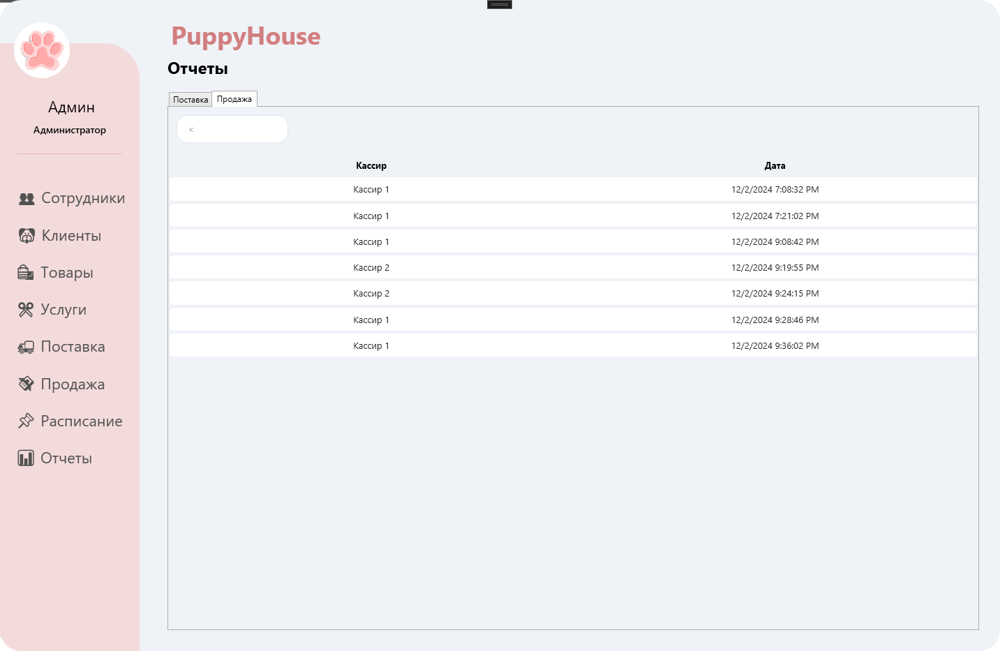 PuppyHouse
Отчеты
Админ
Администратор
Сотрудники
Клиенты
Товары
Услуги
Поставка
Продажа
Расписание
Отчеты
Поставка Продажа
к
Кассир Дата
Кассир 1 12/2/2024 7:08:32 PM
Кассир 1 12/2/2024 7:21:02 PM
Кассир 1 12/2/2024 9:08:42 PM
Кассир 2 12/2/2024 9:19:55 PM
Кассир 2 12/2/2024 9:24:15 PM
Кассир 1 12/2/2024 9:28:46 PM
Кассир 1 12/2/2024 9:36:02 PM